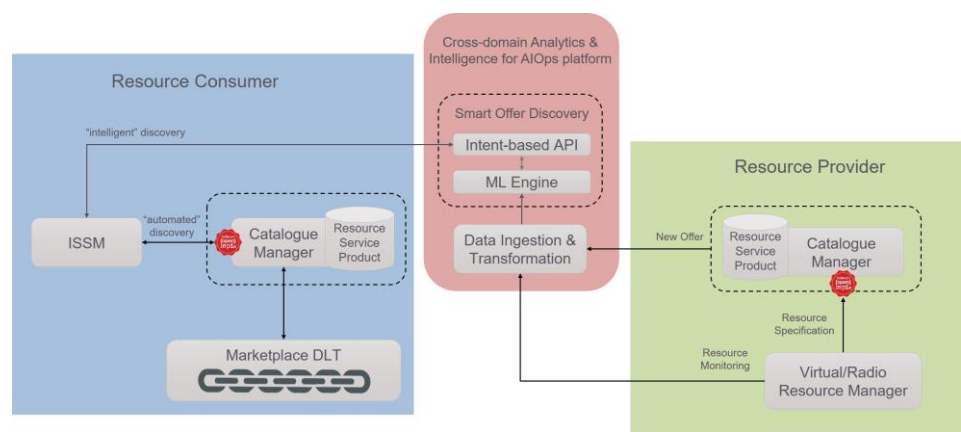 Cross-domain Analytics &
Intelligence for AIOps platform
Resource Consumer
Smart Offer Discovery
"intelligent" discovery
Intent-based API
ML Engine
Resource Provider
"automated"
discovery
ISSM
Catalogue
Manager
Resource
Service
Product
Data Ingestion &
Transformation
New Offer
Resource
Service
Product
Catalogue
Manager
Resource
Specification
Marketplace DLT
Resource
Monitoring
Virtual/Radio
Resource Manager